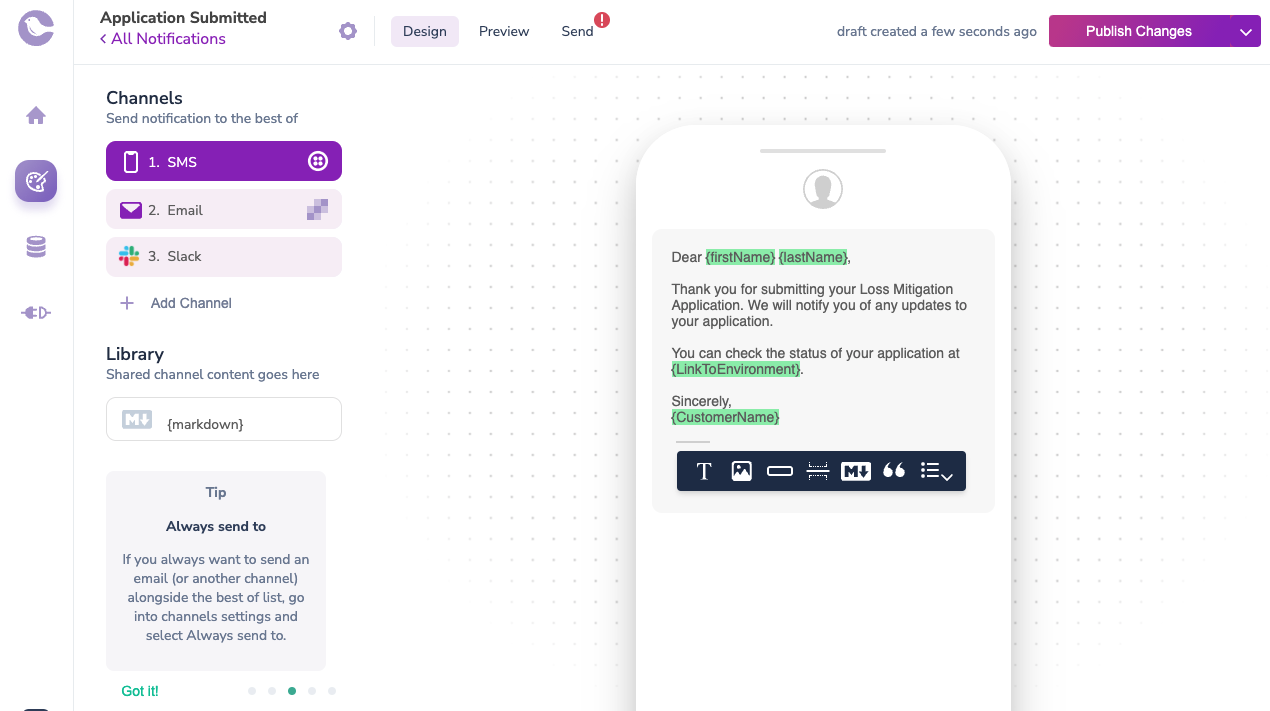 Application Submitted
All Notifications
Design
Preview
Send
!
draft created a few seconds ago
Publish Changes
Channels
Send notification to the best of
1. SMS
2. Email
3. Slack
Add Channel
Library
Shared channel content goes here
M
{markdown}
Tip
Always send to
If you always want to send an
email (or another channel)
alongside the best of list, go
into channels settings and
select Always send to.
Got it!
Dear {firstName} {lastName},
Thank you for submitting your Loss Mitigation
Application. We will notify you of any updates to
your application.
You can check the status of your application at
{LinkToEnvironment}.
Sincerely,
{CustomerName}
T
M